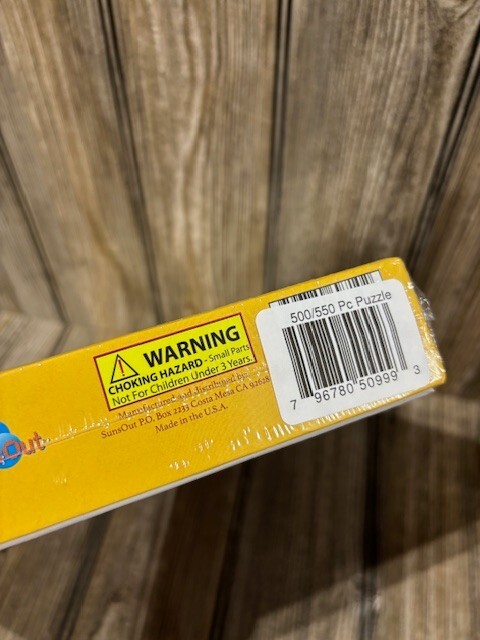 WARNING
CHOKING HAZARD - Small Parts
Not For Children Under 3 Years.
Manufactured and distributed by:
SunsOut P.O. Box 2233 Costa Mesa CA 92628
Made in the U.S.A.
Out
500/550 Pc Puzzle
7 96780 50999 3